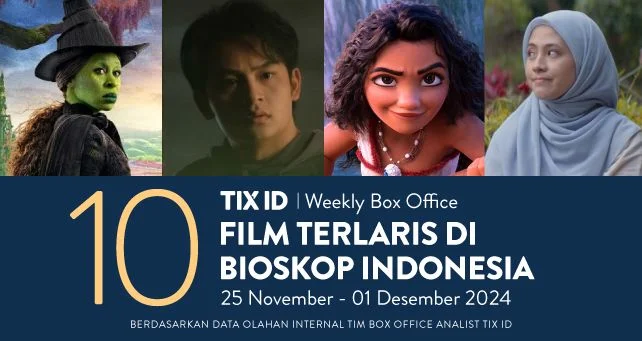 10
TIX ID | Weekly Box Office
FILM TERLARIS DI
BIOSKOP INDONESIA
25 November - 01 Desember 2024
BERDASARKAN DATA OLAHAN INTERNAL TIM BOX OFFICE ANALIST TIX ID